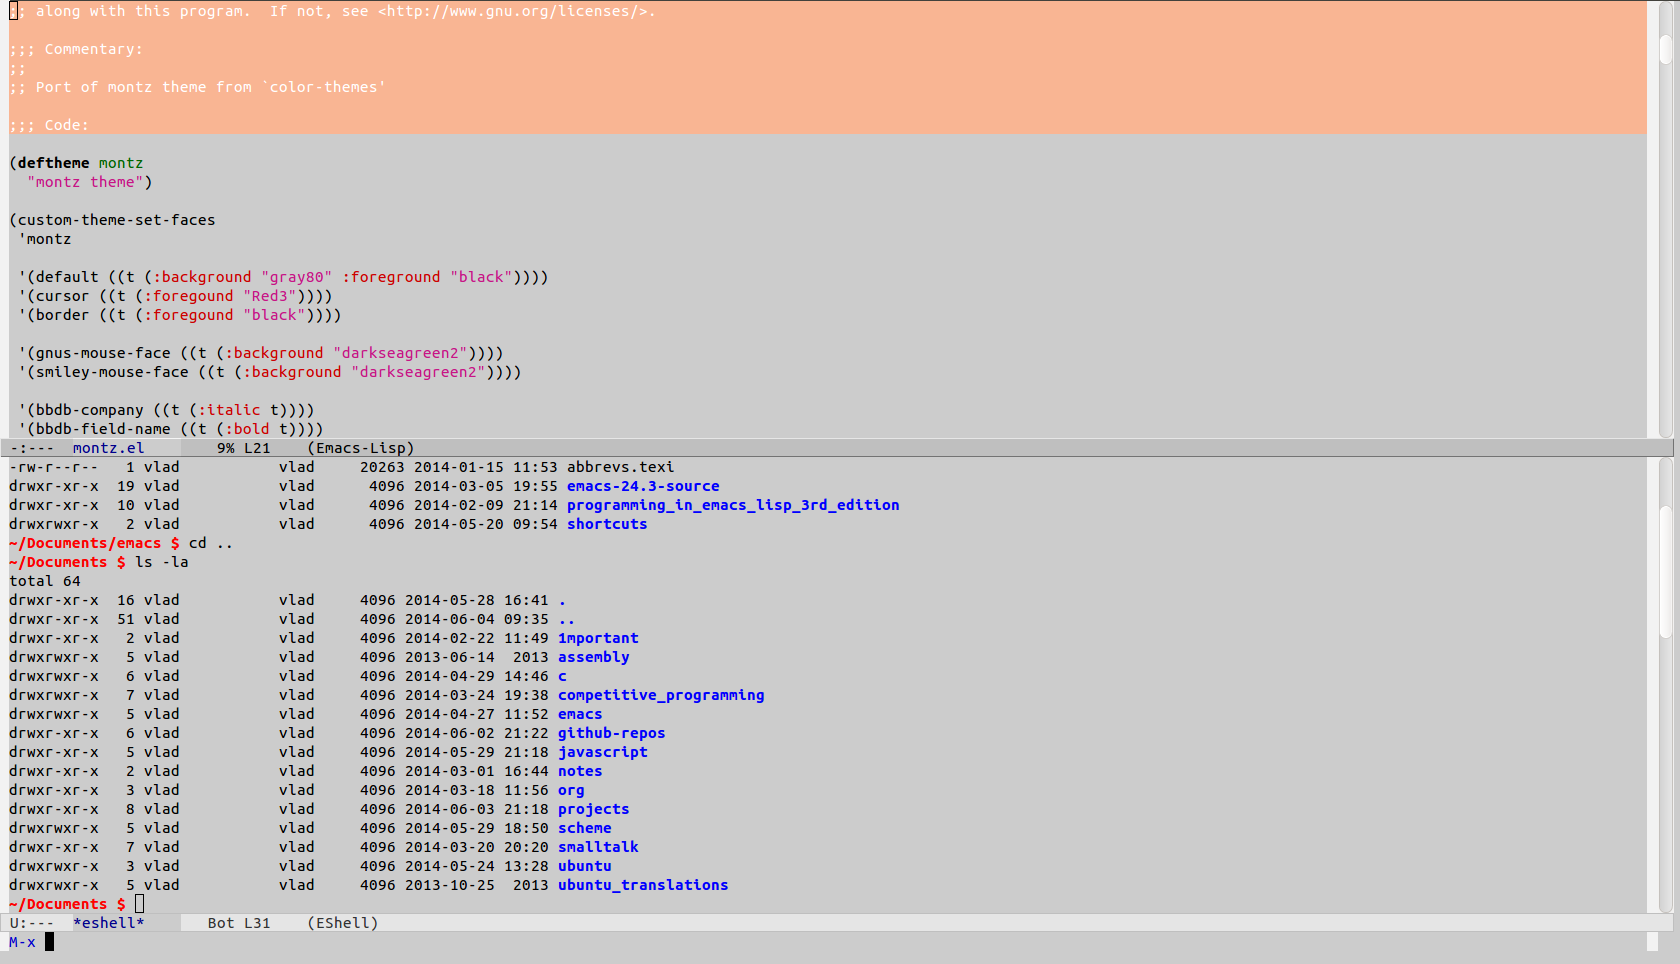 ;; along with this program.  If not, see <http://www.gnu.org/licenses/>.
;;; Commentary:
;;
;; Port of montz theme from `color-themes'
;;; Code:
(deftheme montz
  "montz theme")
(custom-theme-set-faces
 'montz
 '(default ((t (:background "gray80" :foreground "black"))))
 '(cursor ((t (:foregound "Red3"))))
 '(border ((t (:foregound "black"))))
 '(gnus-mouse-face ((t (:background "darkseagreen2"))))
 '(smiley-mouse-face ((t (:background "darkseagreen2"))))
 '(bbdb-company ((t (:italic t))))
 '(bbdb-field-name ((t (:bold t))))
-:---  montz.el        9% L21    (Emacs-Lisp)
-rw-r--r--   1 vlad           vlad     20263 2014-01-15 11:53 abbrevs.texi
drwxr-xr-x  19 vlad           vlad      4096 2014-03-05 19:55 emacs-24.3-source
drwxr-xr-x  10 vlad           vlad      4096 2014-02-09 21:14 programming_in_emacs_lisp_3rd_edition
drwxrwxr-x   2 vlad           vlad      4096 2014-05-20 09:54 shortcuts
~/Documents/emacs $ cd ..
~/Documents $ ls -la
total 64
drwxr-xr-x  16 vlad           vlad     4096 2014-05-28 16:41 .
drwxr-xr-x  51 vlad           vlad     4096 2014-06-04 09:35 ..
drwxr-xr-x   2 vlad           vlad     4096 2014-02-22 11:49 1mportant
drwxrwxr-x   5 vlad           vlad     4096 2013-06-14  2013 assembly
drwxrwxr-x   6 vlad           vlad     4096 2014-04-29 14:46 c
drwxrwxr-x   7 vlad           vlad     4096 2014-03-24 19:38 competitive_programming
drwxrwxr-x   5 vlad           vlad     4096 2014-04-27 11:52 emacs
drwxrwxr-x   6 vlad           vlad     4096 2014-06-02 21:22 github-repos
drwxr-xr-x   5 vlad           vlad     4096 2014-05-29 21:18 javascript
drwxr-xr-x   2 vlad           vlad     4096 2014-03-01 16:44 notes
drwxr-xr-x   3 vlad           vlad     4096 2014-03-18 11:56 org
drwxr-xr-x   8 vlad           vlad     4096 2014-06-03 21:18 projects
drwxrwxr-x   5 vlad           vlad     4096 2014-05-29 18:50 scheme
drwxrwxr-x   7 vlad           vlad     4096 2014-03-20 20:20 smalltalk
drwxrwxr-x   3 vlad           vlad     4096 2014-05-24 13:28 ubuntu
drwxrwxr-x   5 vlad           vlad     4096 2013-10-25  2013 ubuntu_translations
~/Documents $
U:---  *eshell*       Bot L31    (EShell)
M-x